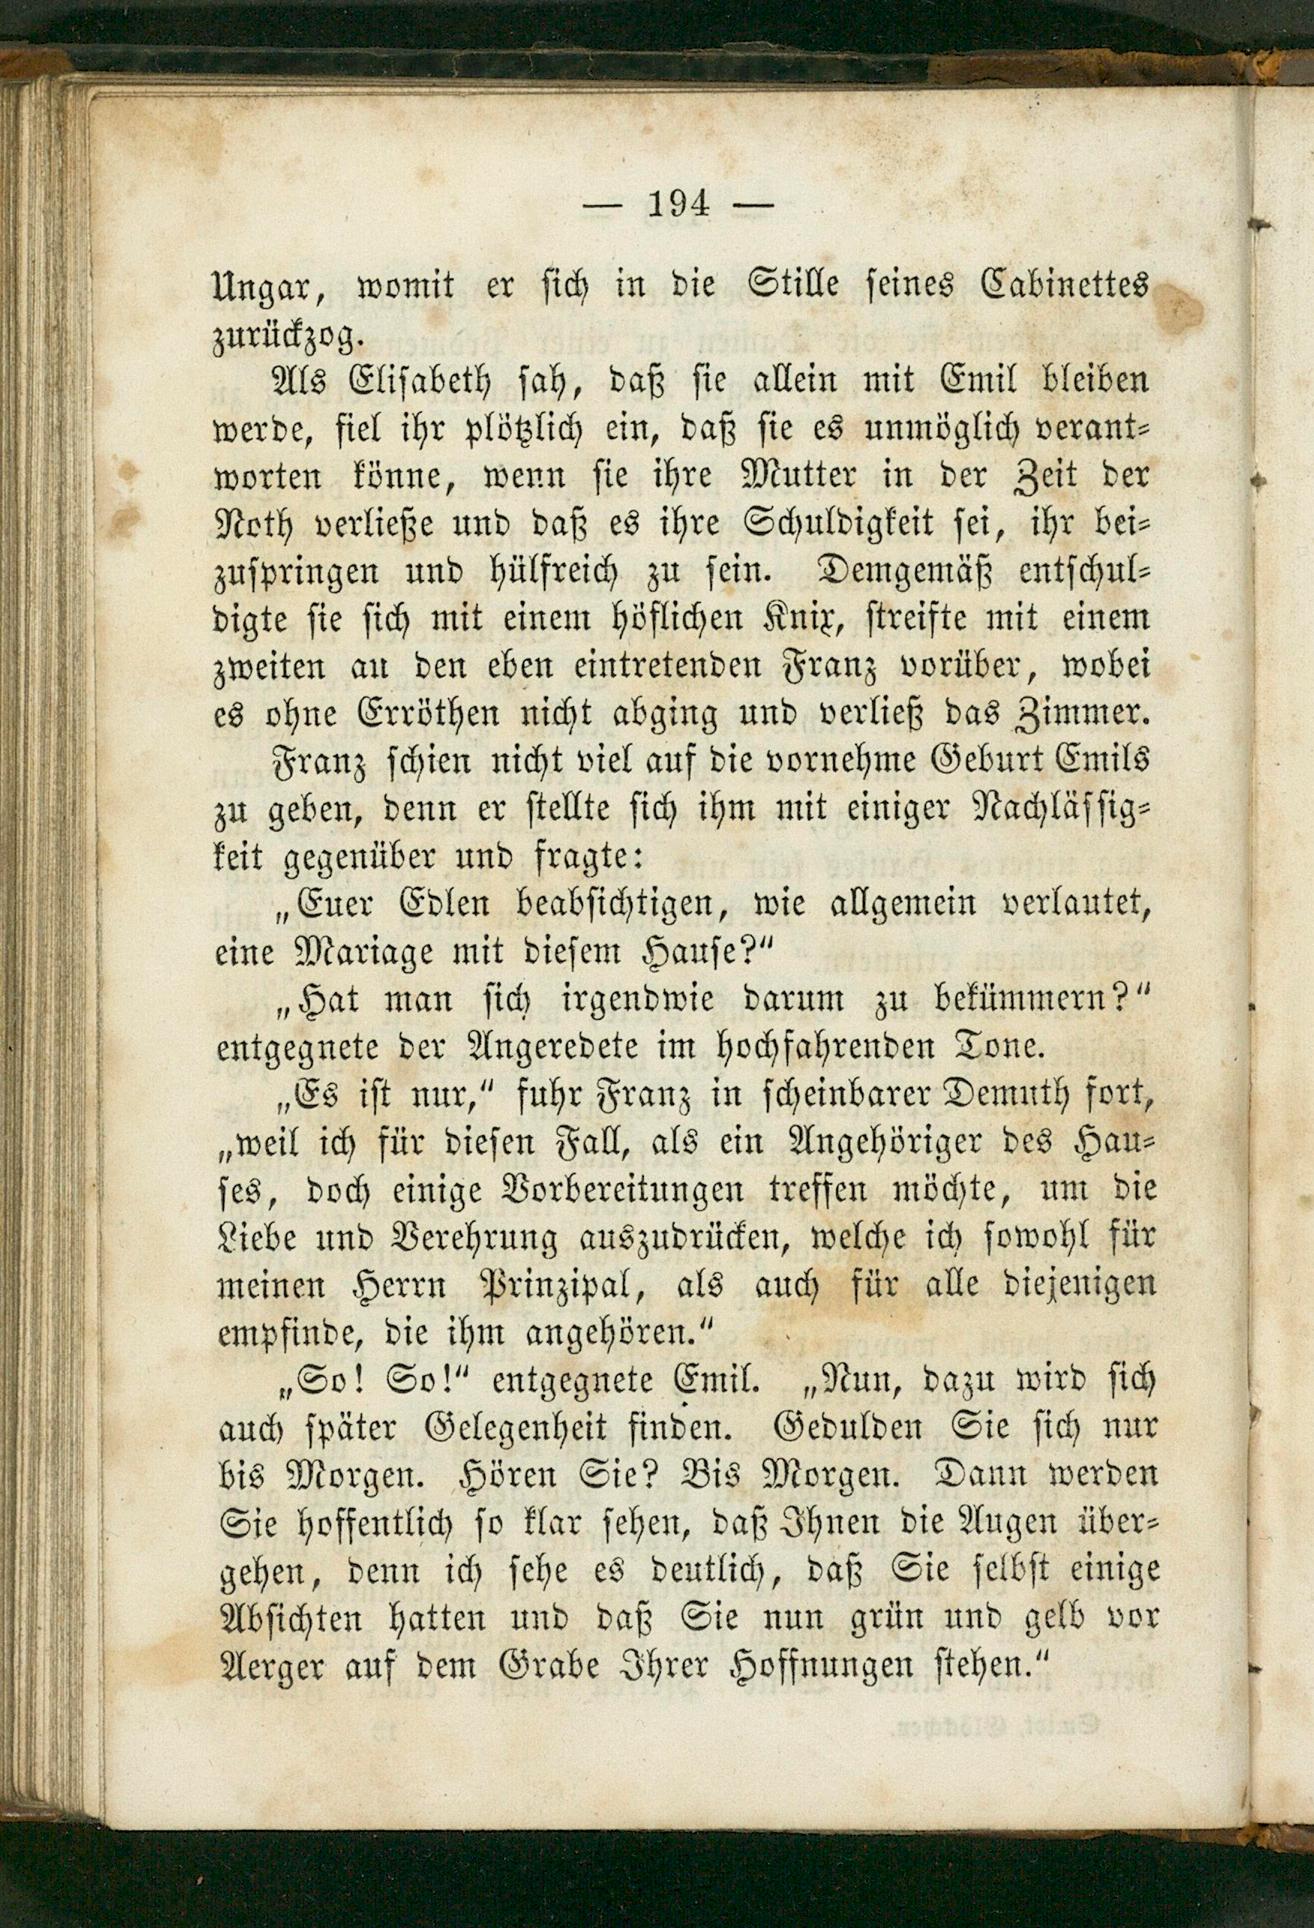 — 194 —
Ungar, womit er sich in die Stille seines Cabinettes
zurückzog.
Als Elisabeth sah, daß sie allein mit Emil bleiben
werde, fiel ihr plötzlich ein, daß sie es unmöglich verant-
worten könne, wenn sie ihre Mutter in der Zeit der
Noth verließe und daß es ihre Schuldigkeit sei, ihr bei-
zuspringen und hülfreich zu sein. Demgemäß entschul-
digte sie sich mit einem höflichen Knix, streifte mit einem
zweiten an den eben eintretenden Franz vorüber, wobei
es ohne Erröthen nicht abging und verließ das Zimmer.
Franz schien nicht viel auf die vornehme Geburt Emils
zu geben, denn er stellte sich ihm mit einiger Nachlässig-
keit gegenüber und fragte:
„Euer Edlen beabsichtigen, wie allgemein verlautet,
eine Mariage mit diesem Hause?“
„Hat man sich irgendwie darum zu bekümmern?“
entgegnete der Angeredete im hochfahrenden Tone.
„Es ist nur,“ fuhr Franz in scheinbarer Demuth fort,
„weil ich für diesen Fall, als ein Angehöriger des Hau-
ses, doch einige Vorbereitungen treffen möchte, um die
Liebe und Verehrung auszudrücken, welche ich sowohl für
meinen Herrn Prinzipal, als auch für alle diejenigen
empfinde, die ihm angehören.“
„So! So!“ entgegnete Emil. „Nun, dazu wird sich
auch später Gelegenheit finden. Gedulden Sie sich nur
bis Morgen. Hören Sie? Bis Morgen. Dann werden
Sie hoffentlich so klar sehen, daß Ihnen die Augen über-
gehen, denn ich sehe es deutlich, daß Sie selbst einige
Absichten hatten und daß Sie nun grün und gelb vor
Aerger auf dem Grabe Ihrer Hoffnungen stehen.“